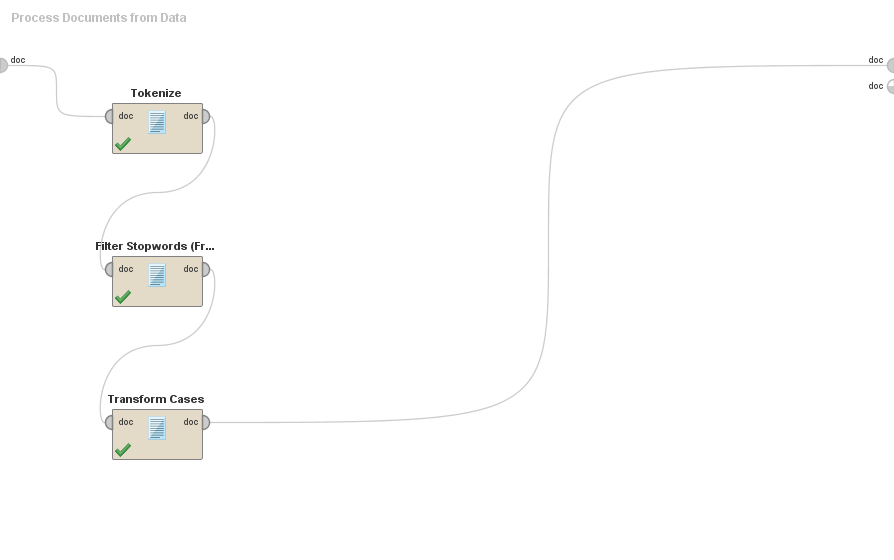 Process Documents from Data
doc
doc
doc
Tokenize
doc
doc
Filter Stopwords (Fr...
doc
doc
Transform Cases
doc
doc